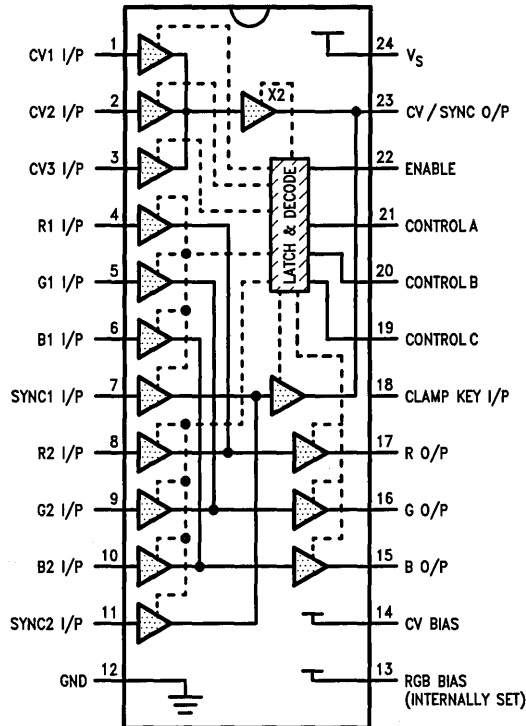 CV1 I/P 1
CV2 I/P 2
CV3 I/P 3
R1 I/P 4
G1 I/P 5
B1 I/P 6
SYNC1 I/P 7
R2 I/P 8
G2 I/P 9
B2 I/P 10
SYNC2 I/P 11
GND 12
X2
LATCH & DECODE
24 VS
23 CV/SYNC O/P
22 ENABLE
21 CONTROL A
20 CONTROL B
19 CONTROL C
18 CLAMP KEY I/P
17 R O/P
16 G O/P
15 B O/P
14 CV BIAS
13 RGB BIAS
(INTERNALLY SET)